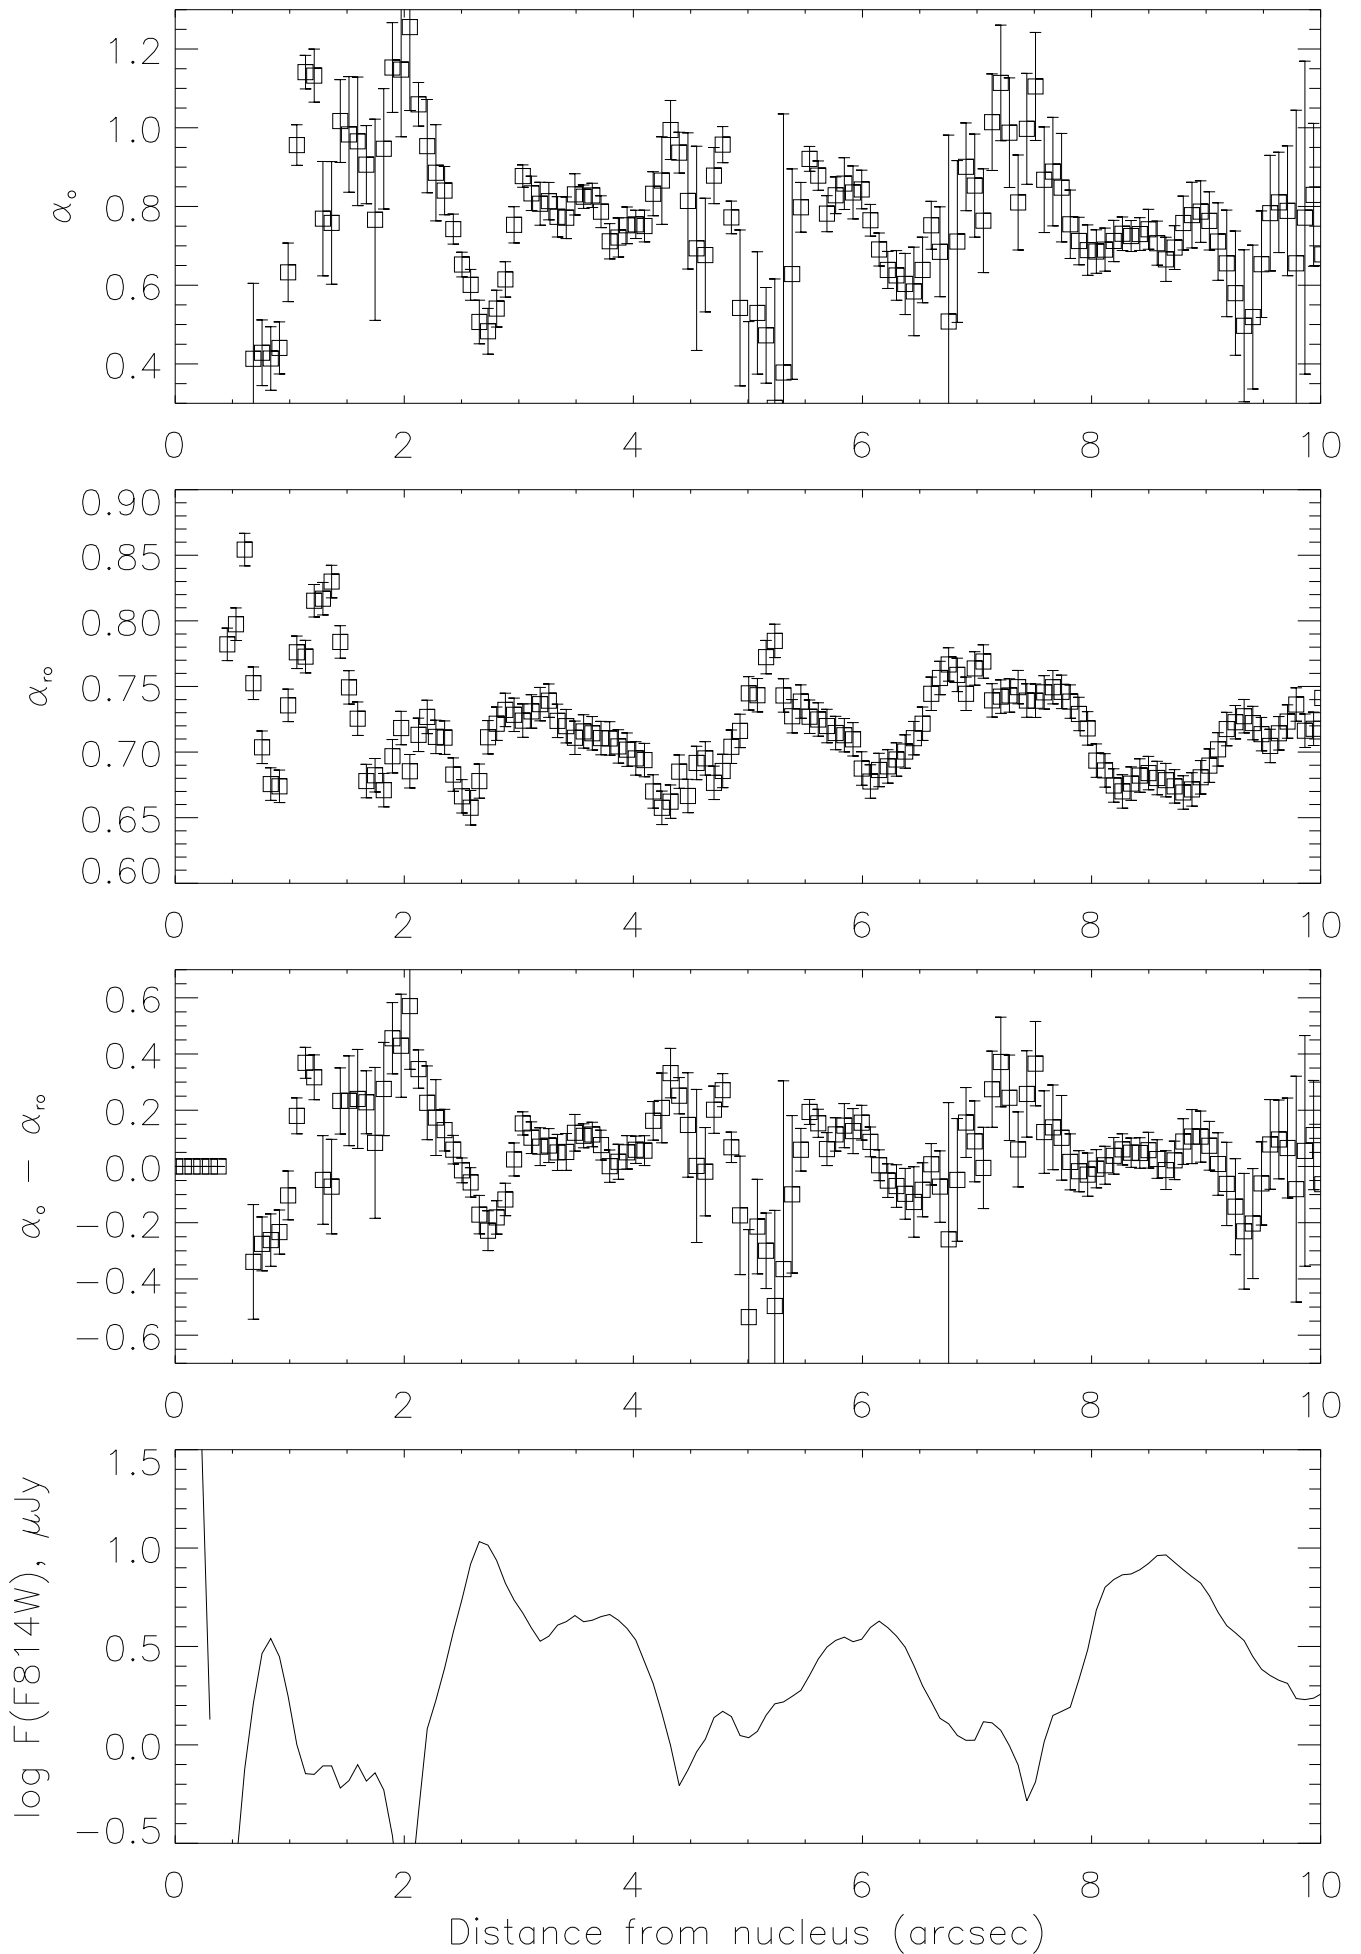 1.2
1.0
0.8
0.6
0.4
αo
0 2 4 6 8 10
0.90
0.85
0.80
0.75
0.70
0.65
0.60
αro
0 2 4 6 8 10
0.6
0.4
0.2
0.0
−0.2
−0.4
−0.6
αo − αro
0 2 4 6 8 10
1.5
1.0
0.5
0.0
−0.5
log F(F814W), μJy
0 2 4 6 8 10
Distance from nucleus (arcsec)